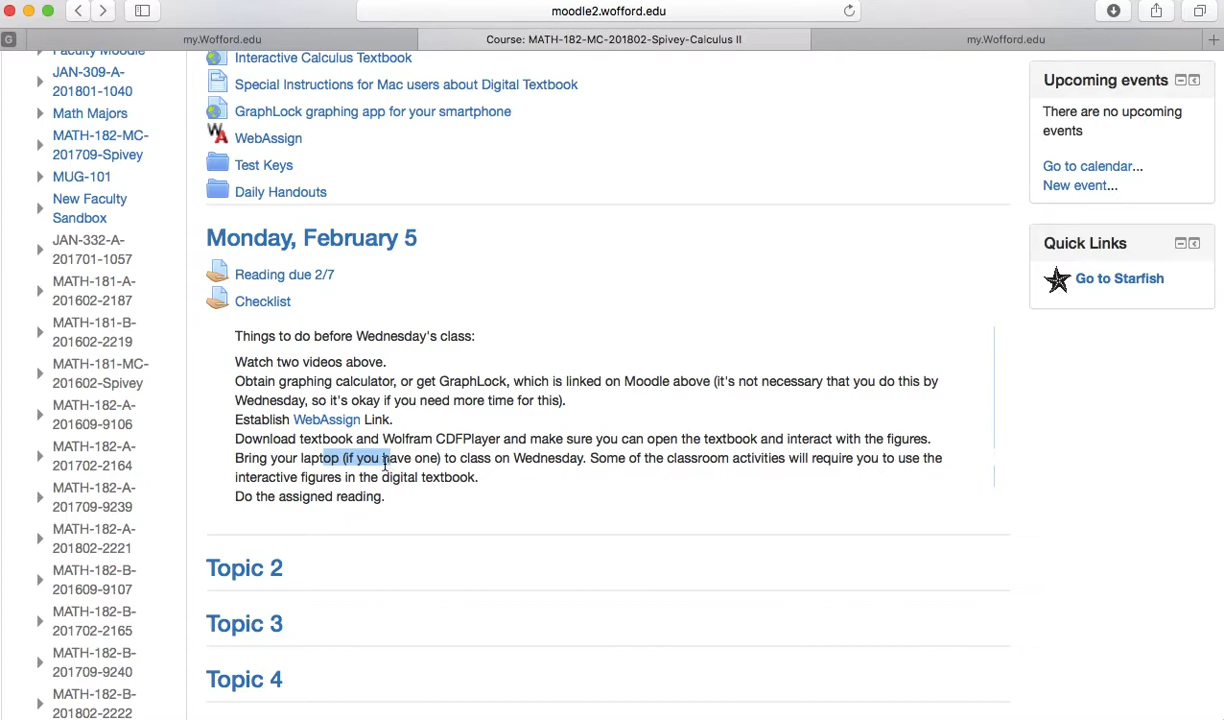 moodle2.wofford.edu
G
my.Wofford.edu
Course: MATH-182-MC-201802-Spivey-Calculus II
my.Wofford.edu
Faculty Moodle
JAN-309-A-
201801-1040
Math Majors
MATH-182-MC-
201709-Spivey
MUG-101
New Faculty
Sandbox
JAN-332-A-
201701-1057
MATH-181-A-
201602-2187
MATH-181-B-
201602-2219
MATH-181-MC-
201602-Spivey
MATH-182-A-
201609-9106
MATH-182-A-
201702-2164
MATH-182-A-
201709-9239
MATH-182-A-
201802-2221
MATH-182-B-
201609-9107
MATH-182-B-
201702-2165
MATH-182-B-
201709-9240
MATH-182-B-
201802-2222
Interactive Calculus Textbook
Special Instructions for Mac users about Digital Textbook
GraphLock graphing app for your smartphone
WA WebAssign
Test Keys
Daily Handouts
Monday, February 5
Reading due 2/7
Checklist
Things to do before Wednesday's class:
Watch two videos above.
Obtain graphing calculator, or get GraphLock, which is linked on Moodle above (it's not necessary that you do this by
Wednesday, so it's okay if you need more time for this).
Establish WebAssign Link.
Download textbook and Wolfram CDFPlayer and make sure you can open the textbook and interact with the figures.
Bring your laptop (if you have one) to class on Wednesday. Some of the classroom activities will require you to use the
interactive figures in the digital textbook.
Do the assigned reading.
Topic 2
Topic 3
Topic 4
Upcoming events
There are no upcoming
events
Go to calendar...
New event...
Quick Links
Go to Starfish